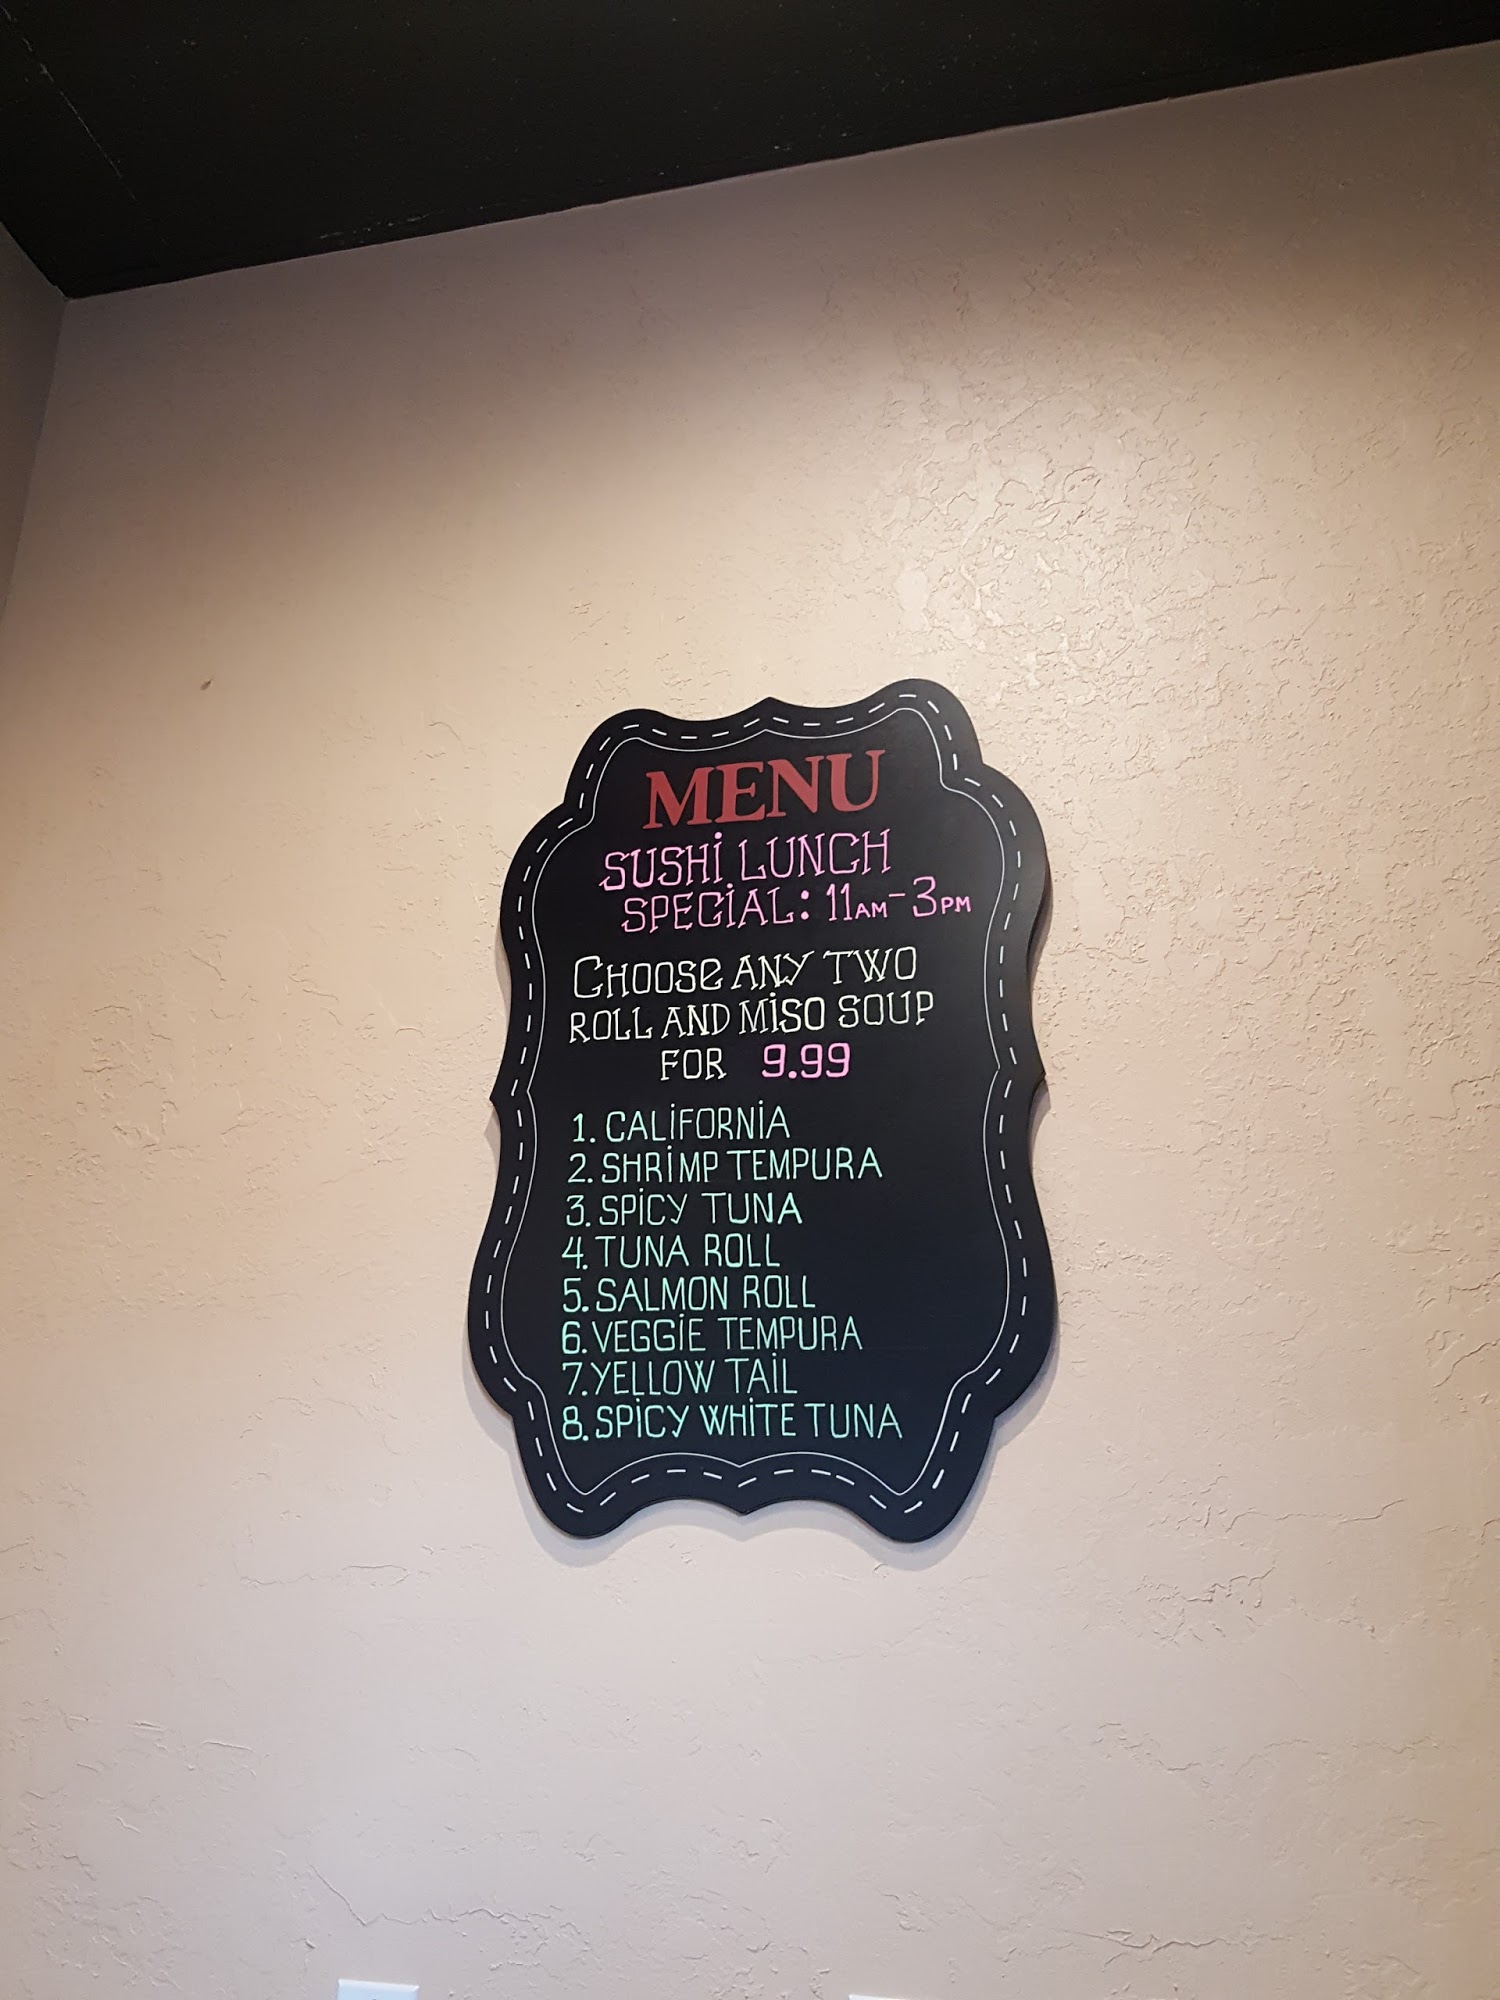 MENU
SUSHI LUNCH
SPECIAL: 11AM-3PM
CHOOSE ANY TWO
ROLL AND MISO SOUP
FOR 9.99
1. CALIFORNIA
2. SHRIMP TEMPURA
3. SPICY TUNA
4. TUNA ROLL
5. SALMON ROLL
6. VEGGIE TEMPURA
7. YELLOW TAIL
8. SPICY WHITE TUNA